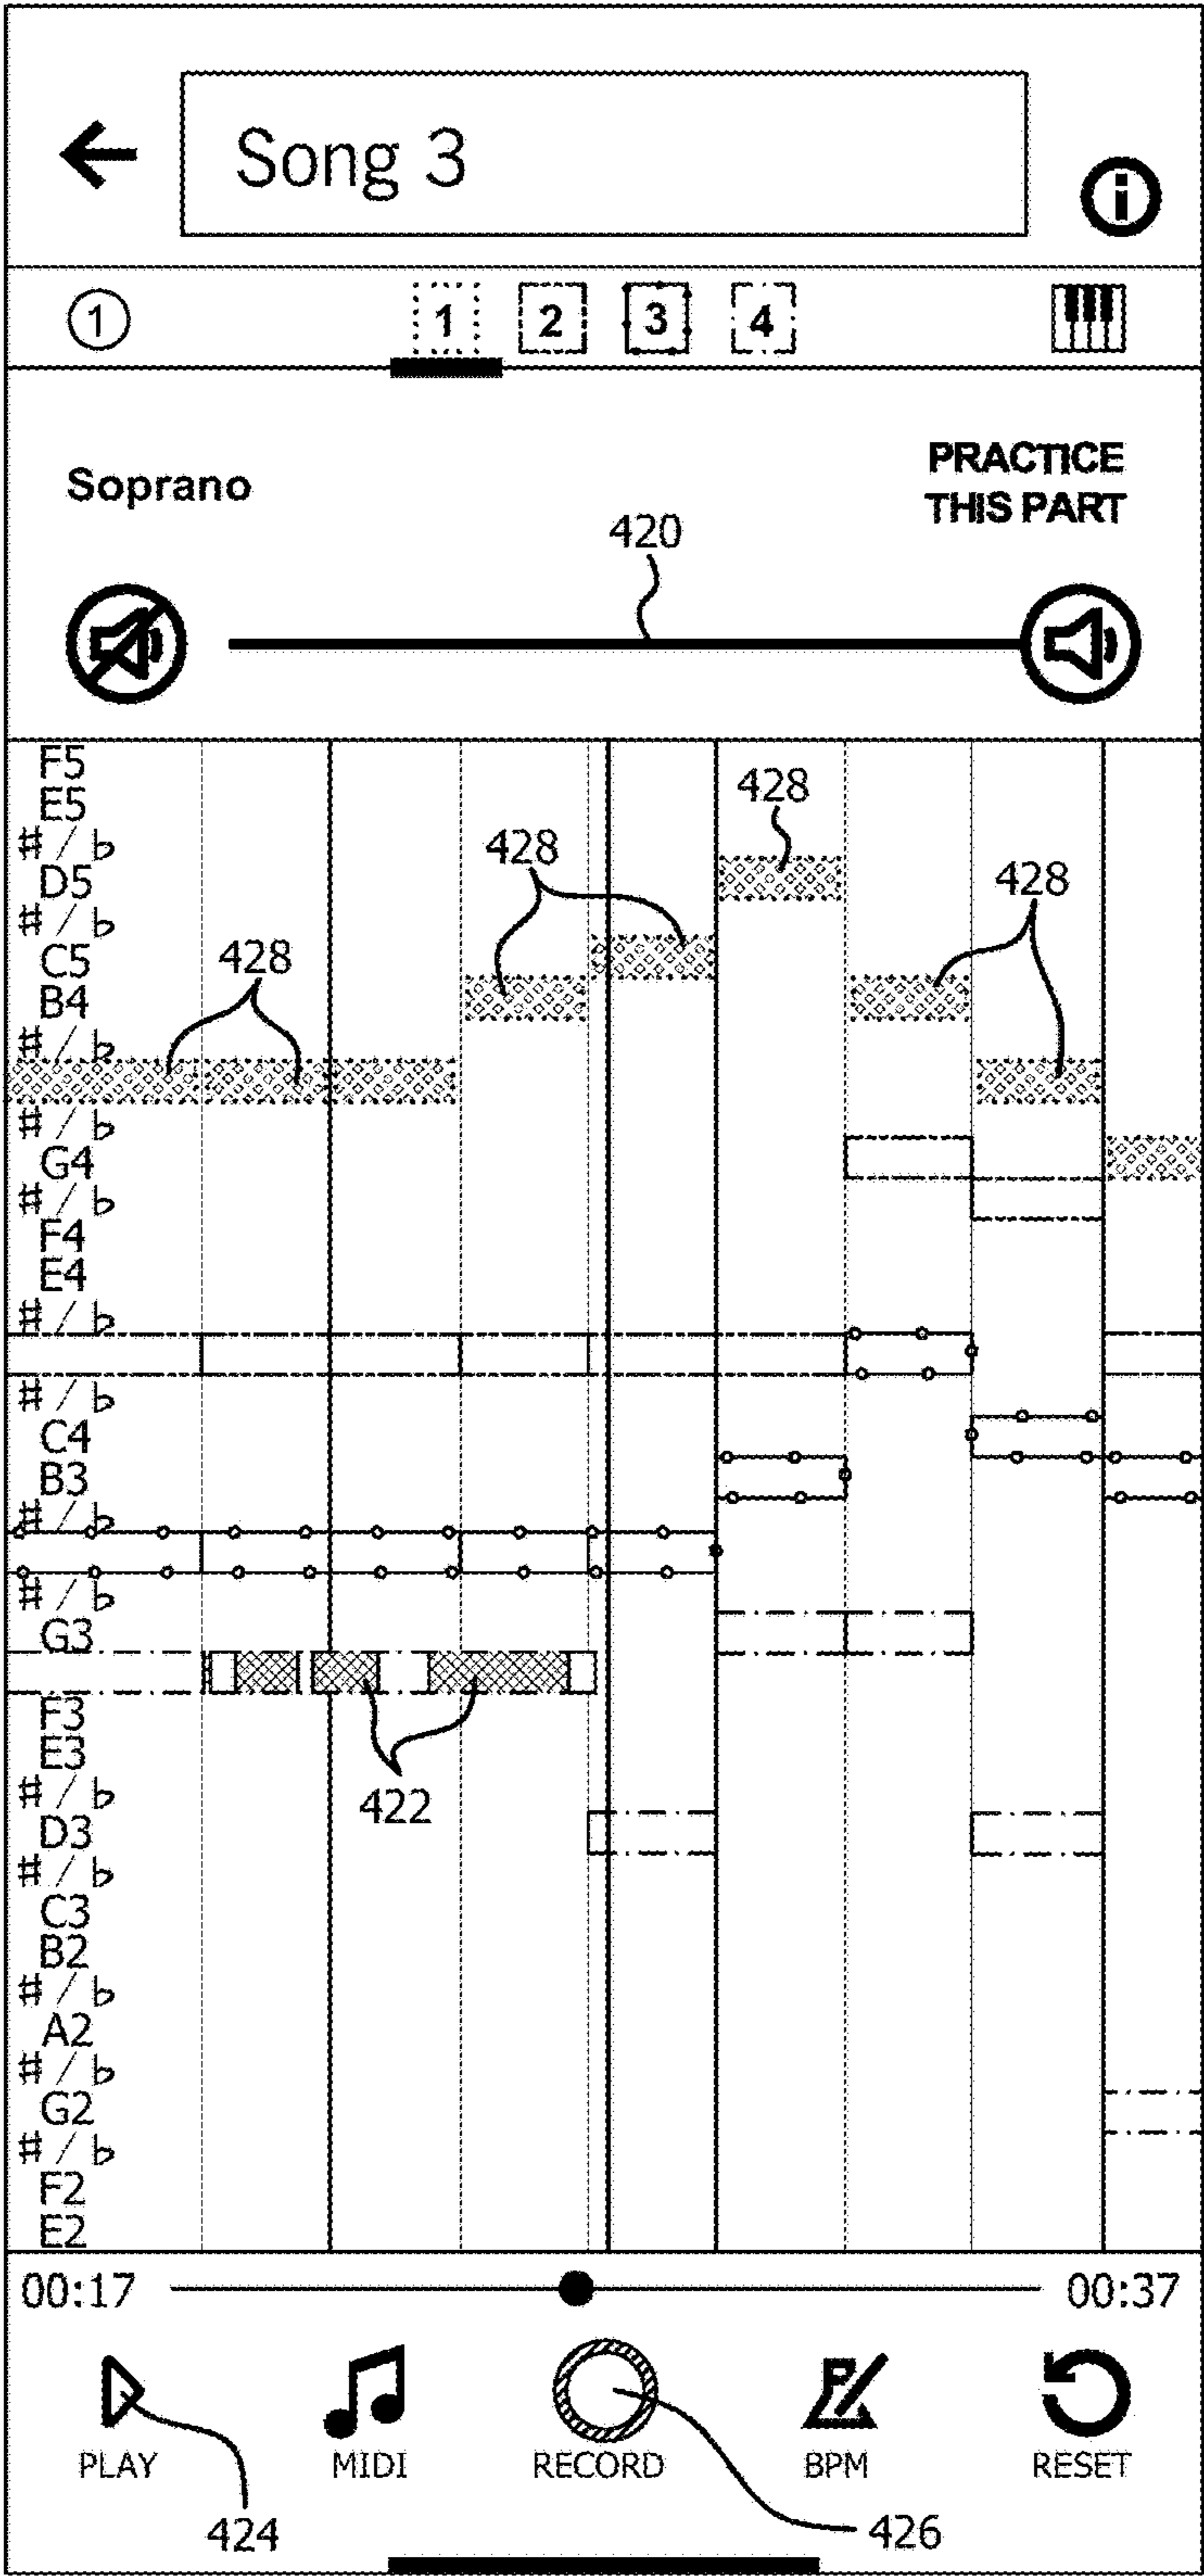 Song 3
i
1 1 2 3 4
Soprano
PRACTICE
THIS PART
420
F5
E5
428
# / b
428
D5
428
# / b
C5
428
B4
# / b
# / b
G4
# / b
F4
E4
# / b
# / b
C4
B3
# / b
# / b
G3
F3
E3
# / b
422
D3
# / b
C3
B2
# / b
A2
# / b
G2
# / b
F2
E2
00:17 00:37
PLAY MIDI RECORD BPM RESET
424 426